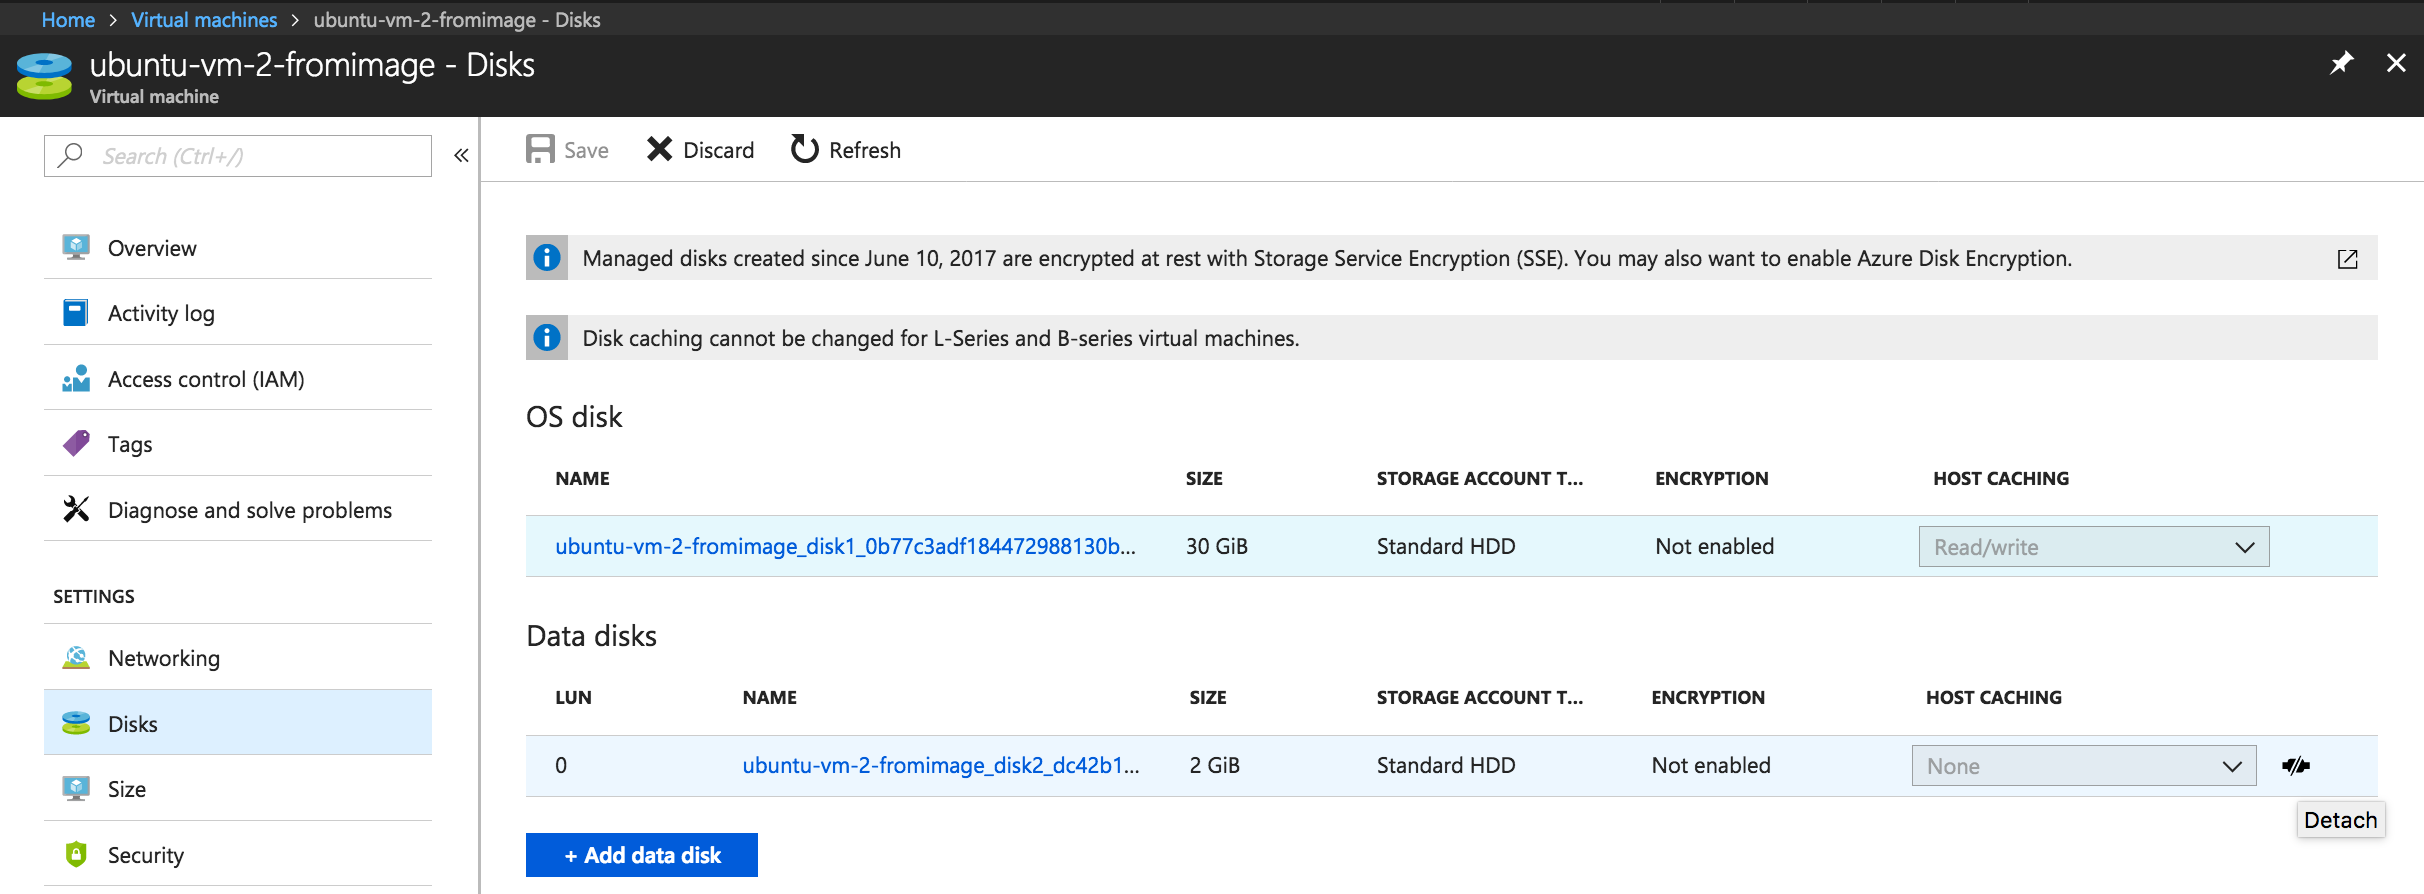 Home > Virtual machines > ubuntu-vm-2-fromimage - Disks
ubuntu-vm-2-fromimage - Disks
Virtual machine
Search (Ctrl+/)
«
Overview
Activity log
Access control (IAM)
Tags
Diagnose and solve problems
SETTINGS
Networking
Disks
Size
Security
Save Discard Refresh
Managed disks created since June 10, 2017 are encrypted at rest with Storage Service Encryption (SSE). You may also want to enable Azure Disk Encryption.
Disk caching cannot be changed for L-Series and B-series virtual machines.
OS disk
NAME SIZE STORAGE ACCOUNT T... ENCRYPTION HOST CACHING
ubuntu-vm-2-fromimage_disk1_0b77c3adf184472988130b... 30 GiB Standard HDD Not enabled Read/write
Data disks
LUN NAME SIZE STORAGE ACCOUNT T... ENCRYPTION HOST CACHING
0 ubuntu-vm-2-fromimage_disk2_dc42b1... 2 GiB Standard HDD Not enabled None
Detach
+ Add data disk